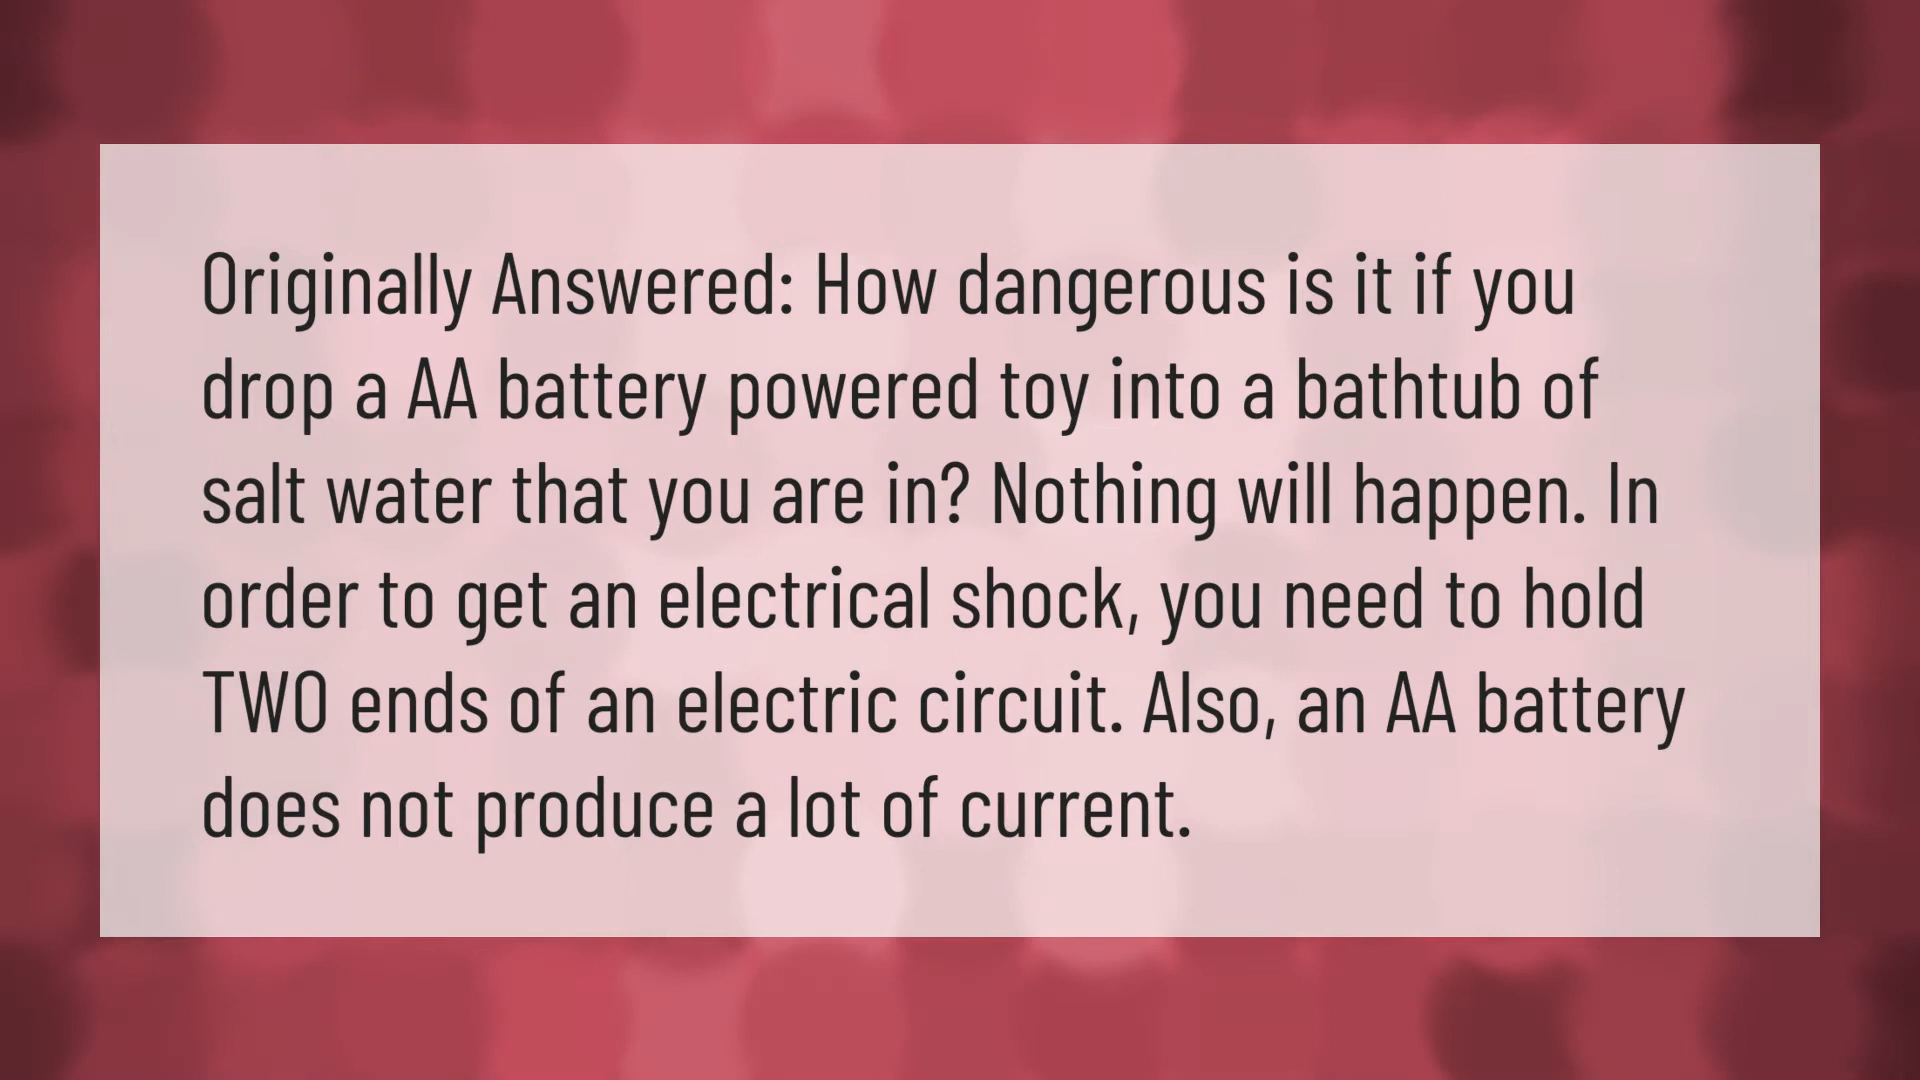 Originally Answered: How dangerous is it if you
drop a AA battery powered toy into a bathtub of
salt water that you are in? Nothing will happen. In
order to get an electrical shock, you need to hold
TWO ends of an electric circuit. Also, an AA battery
does not produce a lot of current.